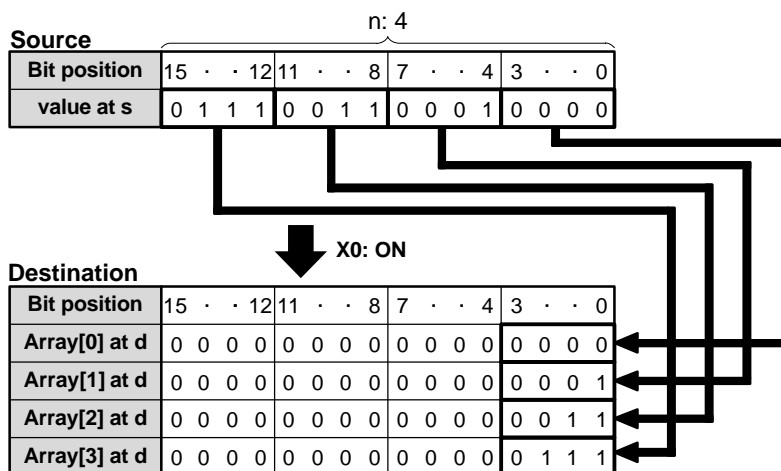 n: 4
Source
Bit position 15 · · 12 11 · · 8 7 · · 4 3 · · 0
value at s 0 1 1 1 0 0 1 1 0 0 0 1 0 0 0 0
X0: ON
Destination
Bit position 15 · · 12 11 · · 8 7 · · 4 3 · · 0
Array[0] at d 0 0 0 0 0 0 0 0 0 0 0 0 0 0 0 0
Array[1] at d 0 0 0 0 0 0 0 0 0 0 0 0 0 0 0 1
Array[2] at d 0 0 0 0 0 0 0 0 0 0 0 0 0 0 1 1
Array[3] at d 0 0 0 0 0 0 0 0 0 0 0 0 0 1 1 1